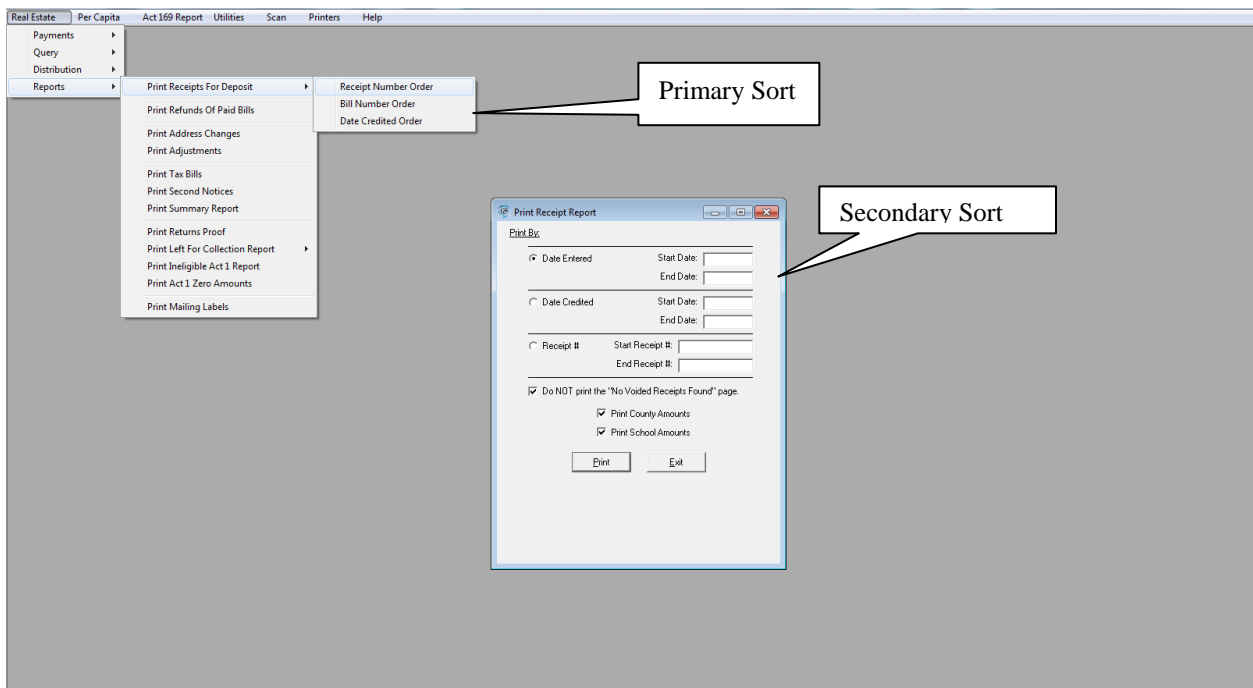 Real Estate Per Capita Act 169 Report Utilities Scan Printers Help
Payments
Query
Distribution
Reports
Print Receipts For Deposit
Print Refunds Of Paid Bills
Print Address Changes
Print Adjustments
Print Tax Bills
Print Second Notices
Print Summary Report
Print Returns Proof
Print Left For Collection Report
Print Ineligible Act 1 Report
Print Act 1 Zero Amounts
Print Mailing Labels
Receipt Number Order
Bill Number Order
Date Credited Order
Primary Sort
Secondary Sort
Print Receipt Report
Print By:
Date Entered Start Date:
End Date:
Date Credited Start Date:
End Date:
Receipt # Start Receipt #:
End Receipt #:
Do NOT print the "No Voided Receipts Found" page.
Print County Amounts
Print School Amounts
Print Exit